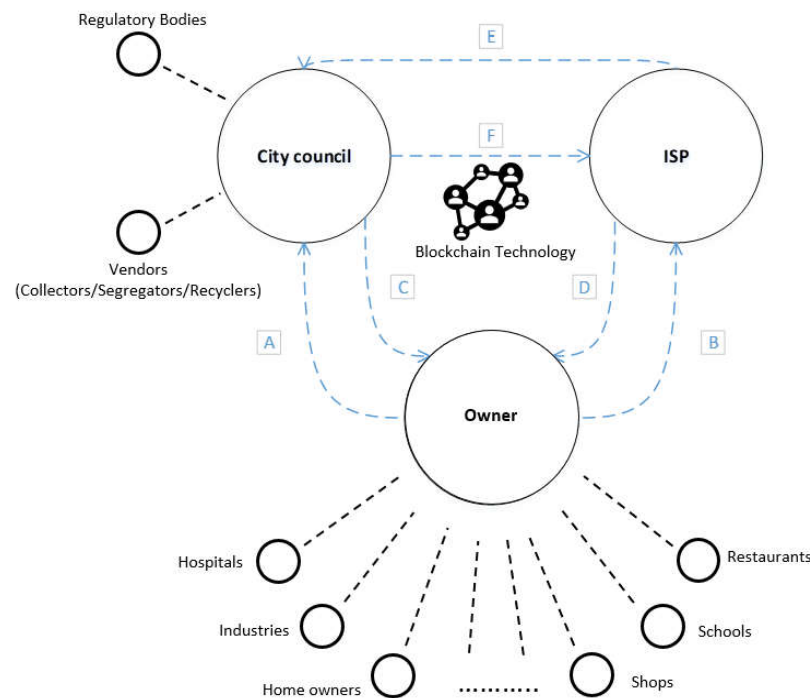 Regulatory Bodies
E
City council
F
ISP
Blockchain Technology
Vendors
(Collectors/Segregators/Recyclers)
C
D
A
B
Owner
Hospitals
Restaurants
Industries
Schools
Home owners
............
Shops